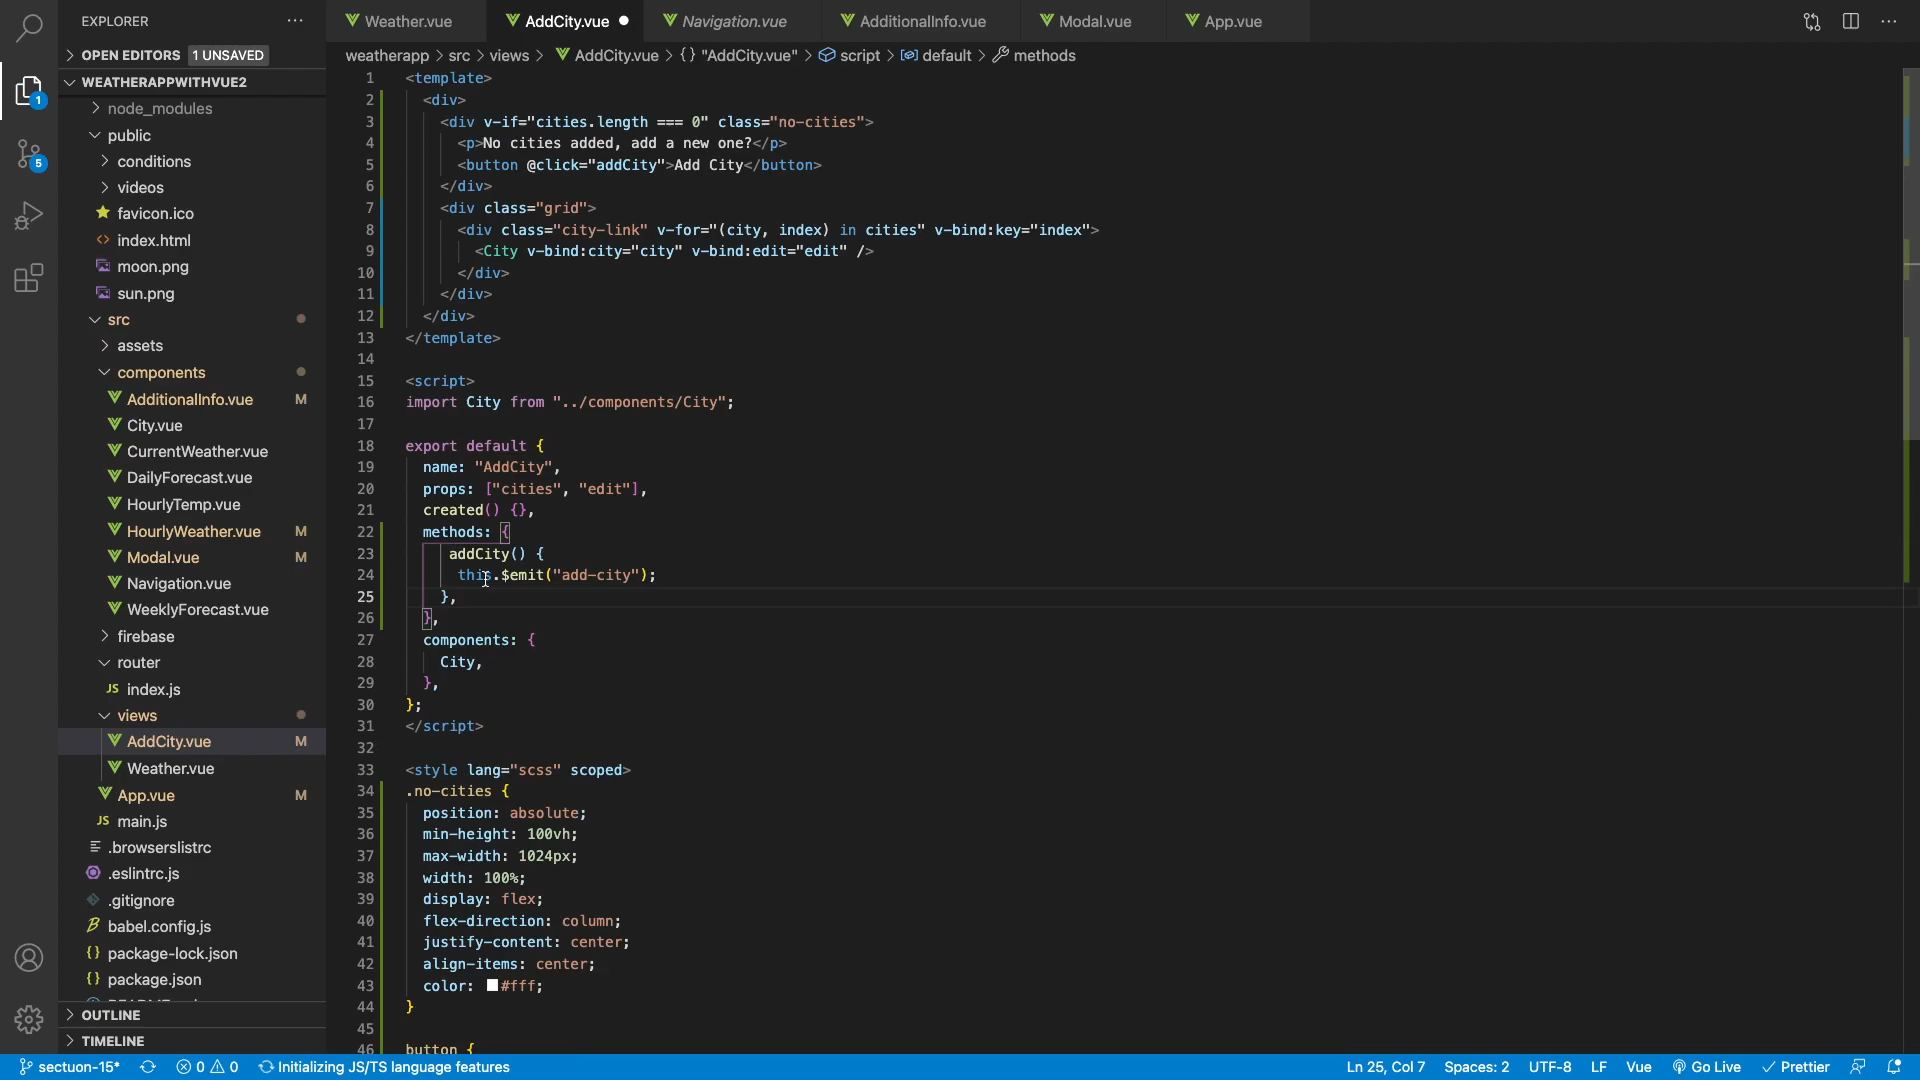 EXPLORER
Weather.vue
AddCity.vue
Navigation.vue
AdditionalInfo.vue
Modal.vue
App.vue
OPEN EDITORS 1 UNSAVED
weatherapp > src > views > AddCity.vue > {} "AddCity.vue" > script > default > methods
WEATHERAPPWITHVUE2
node_modules
public
conditions
videos
favicon.ico
index.html
moon.png
sun.png
src
assets
components
AdditionalInfo.vue M
City.vue
CurrentWeather.vue
DailyForecast.vue
HourlyTemp.vue
HourlyWeather.vue M
Modal.vue M
Navigation.vue
WeeklyForecast.vue
firebase
router
JS index.js
views
AddCity.vue M
Weather.vue
App.vue M
JS main.js
.browserslistrc
.eslintrc.js
.gitignore
babel.config.js
{} package-lock.json
{} package.json
OUTLINE
TIMELINE
1
5
1 <template>
2 <div>
3 <div v-if="cities.length === 0" class="no-cities">
4 <p>No cities added, add a new one?</p>
5 <button @click="addCity">Add City</button>
6 </div>
7 <div class="grid">
8 <div class="city-link" v-for="(city, index) in cities" v-bind:key="index">
9 <City v-bind:city="city" v-bind:edit="edit" />
10 </div>
11 </div>
12 </div>
13 </template>
14
15 <script>
16 import City from "../components/City";
17
18 export default {
19 name: "AddCity",
20 props: ["cities", "edit"],
21 created() {},
22 methods: {
23 addCity() {
24 this.$emit("add-city");
25 },
26 },
27 components: {
28 City,
29 },
30 };
31 </script>
32
33 <style lang="scss" scoped>
34 .no-cities {
35 position: absolute;
36 min-height: 100vh;
37 max-width: 1024px;
38 width: 100%;
39 display: flex;
40 flex-direction: column;
41 justify-content: center;
42 align-items: center;
43 color: #fff;
44 }
45
46 button {
sectuon-15* 0 0 Initializing JS/TS language features Ln 25, Col 7 Spaces: 2 UTF-8 LF Vue Go Live Prettier